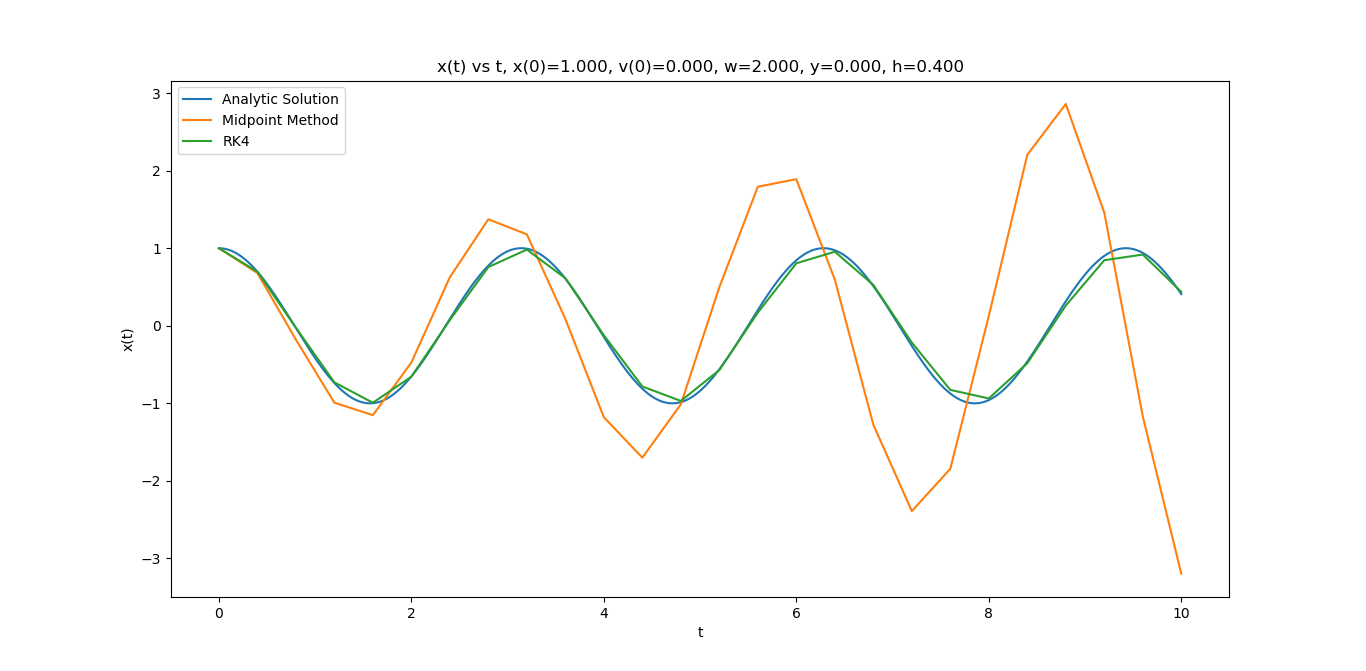 x(t) vs t, x(0)=1.000, v(0)=0.000, w=2.000, y=0.000, h=0.400
Analytic Solution
Midpoint Method
RK4
3
2
1
0
−1
−2
−3
x(t)
0 2 4 6 8 10
t